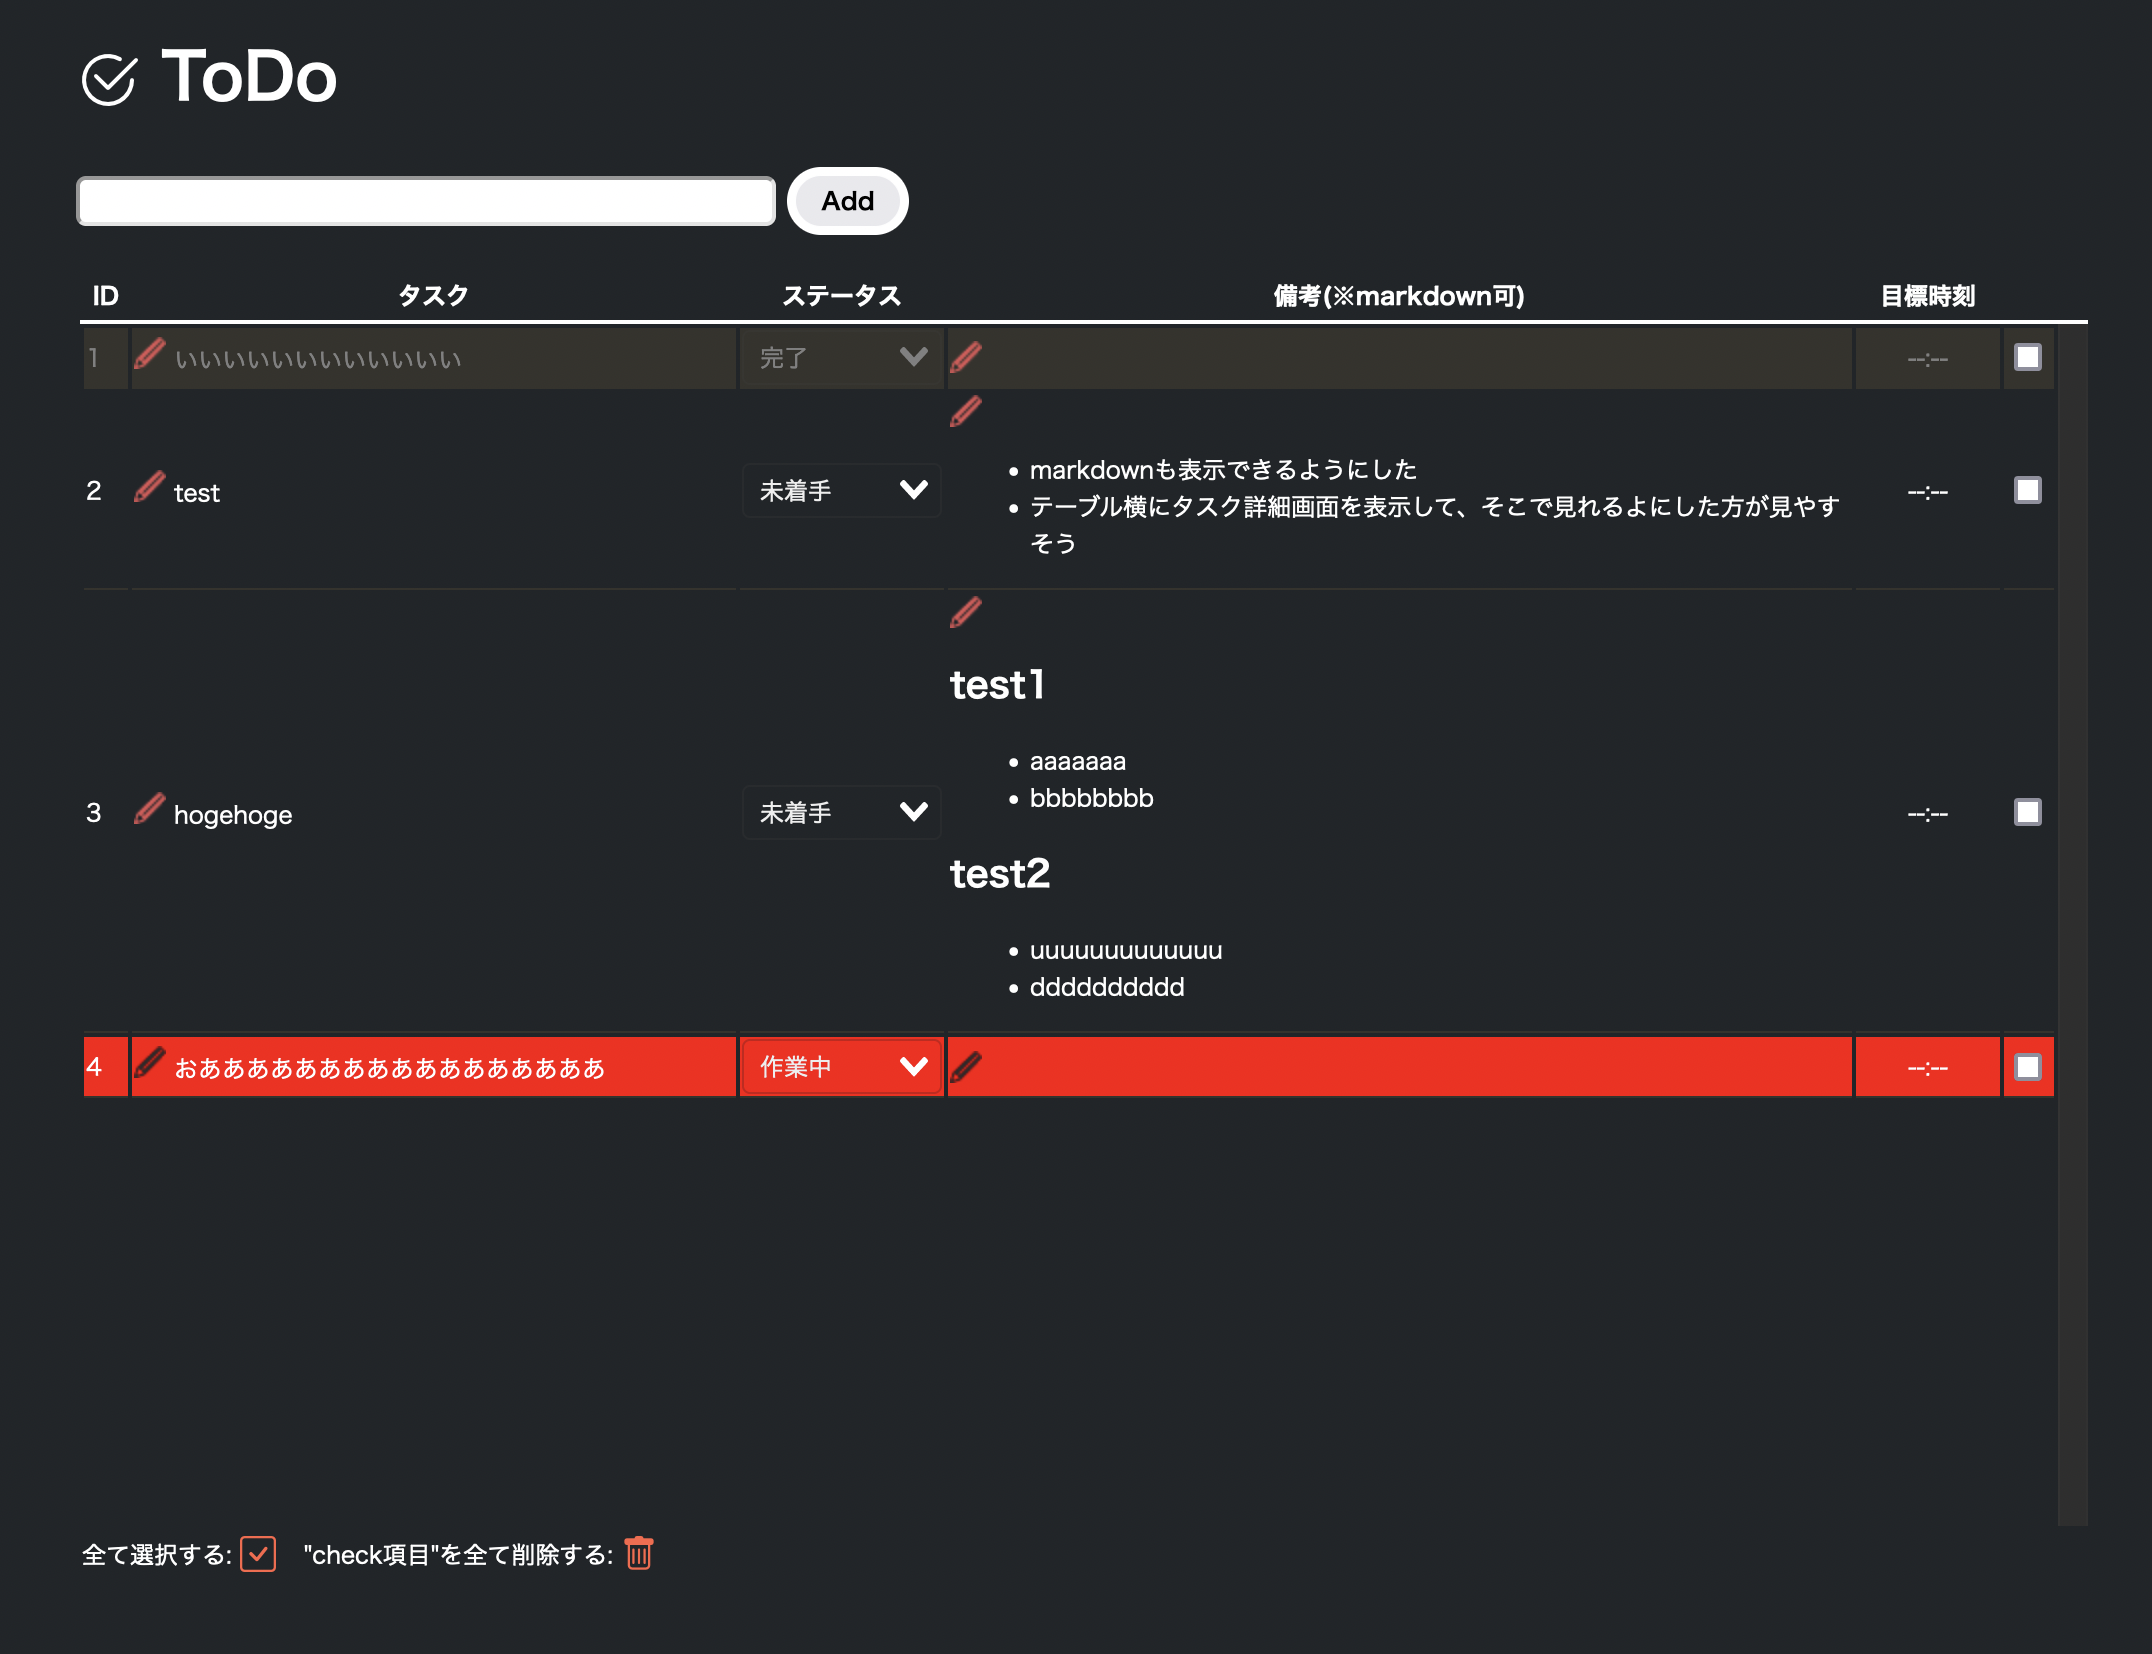 ToDo
Add
ID タスク ステータス 備考(※markdown可) 目標時刻
1 いいいいいいいいいいいい 完了 --:--
2 test 未着手 --:--
• markdownも表示できるようにした
• テーブル横にタスク詳細画面を表示して、そこで見れるよにした方が見やす
そう
3 hogehoge 未着手 --:--
test1
• aaaaaaa
• bbbbbbbb
test2
• uuuuuuuuuuuuu
• dddddddddd
4 おあああああああああああああああああ 作業中 --:--
全て選択する: "check項目"を全て削除する: